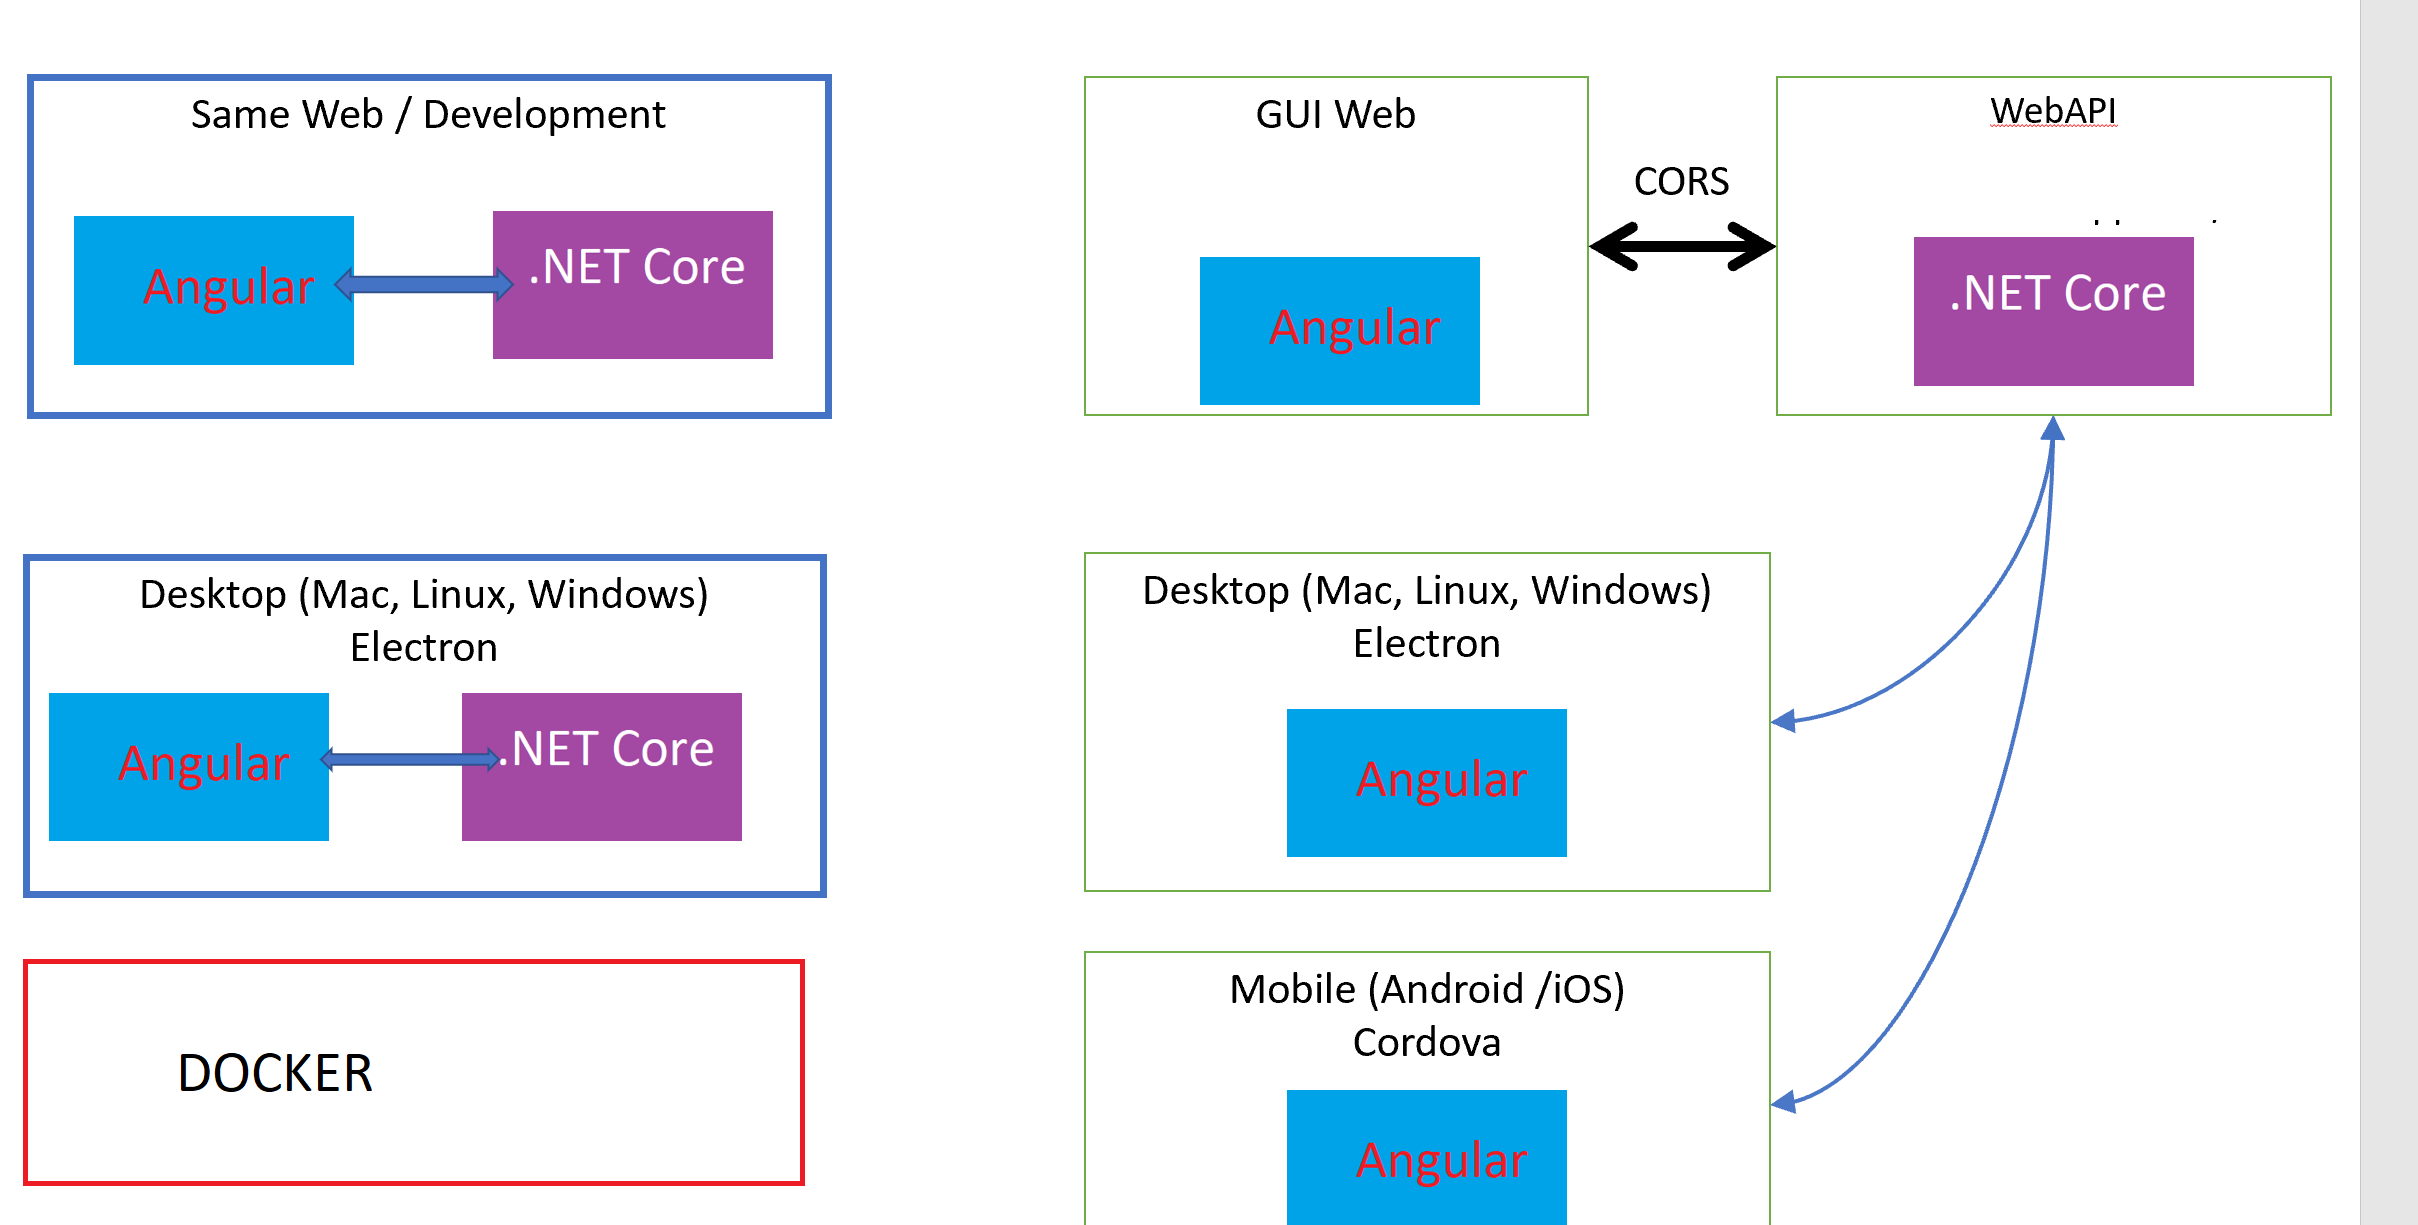 Same Web / Development
Angular
.NET Core
GUI Web
Angular
CORS
WebAPI
.NET Core
Desktop (Mac, Linux, Windows)
Electron
Angular
.NET Core
Desktop (Mac, Linux, Windows)
Electron
Angular
DOCKER
Mobile (Android /iOS)
Cordova
Angular